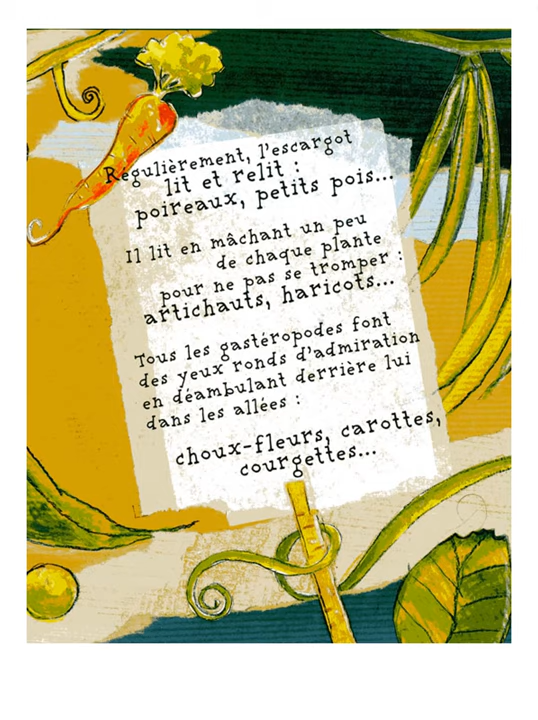 Régulièrement, l'escargot
lit et relit :
poireaux, petits pois...
Il lit en mâchant un peu
de chaque plante
pour ne pas se tromper :
artichauts, haricots...
Tous les gastéropodes font
des yeux ronds d'admiration
en déambulant derrière lui
dans les allées :
choux-fleurs, carottes,
courgettes...